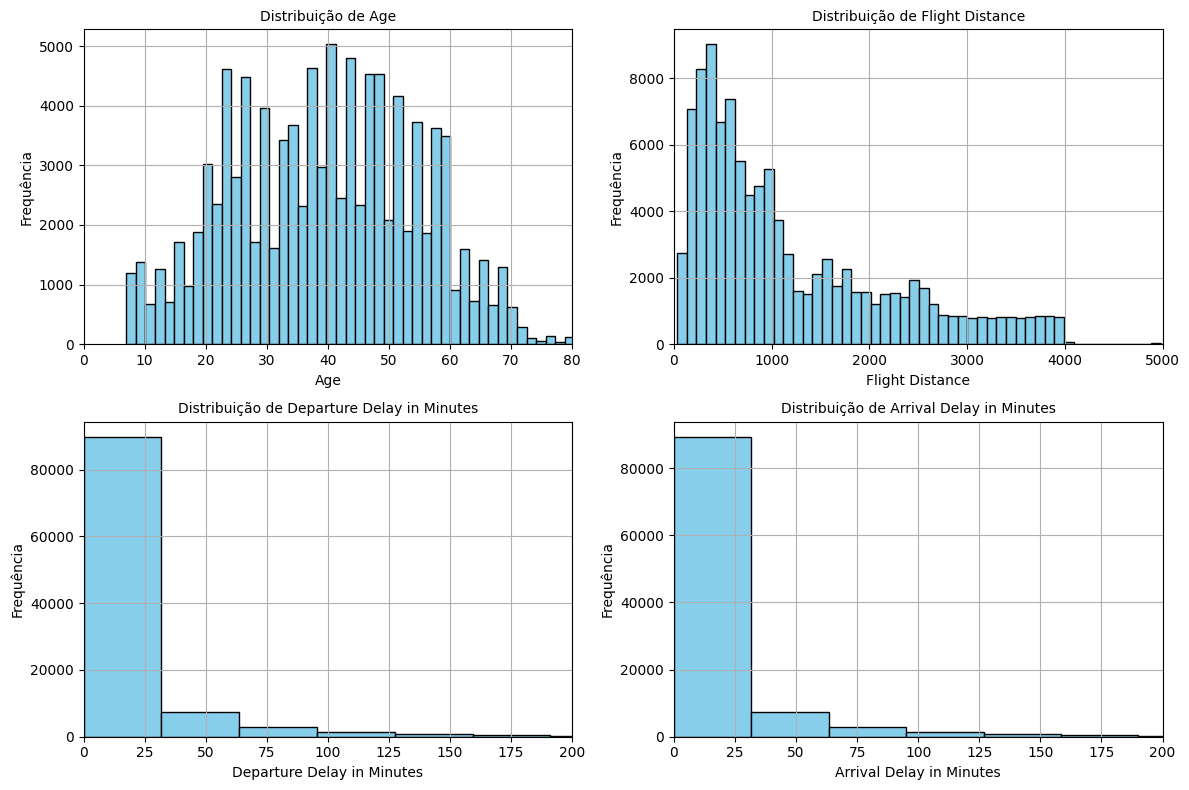 Distribuição de Age
Frequência
5000
4000
3000
2000
1000
0
0 10 20 30 40 50 60 70 80
Age
Distribuição de Flight Distance
Frequência
8000
6000
4000
2000
0
0 1000 2000 3000 4000 5000
Flight Distance
Distribuição de Departure Delay in Minutes
Frequência
80000
60000
40000
20000
0
0 25 50 75 100 125 150 175 200
Departure Delay in Minutes
Distribuição de Arrival Delay in Minutes
Frequência
80000
60000
40000
20000
0
0 25 50 75 100 125 150 175 200
Arrival Delay in Minutes